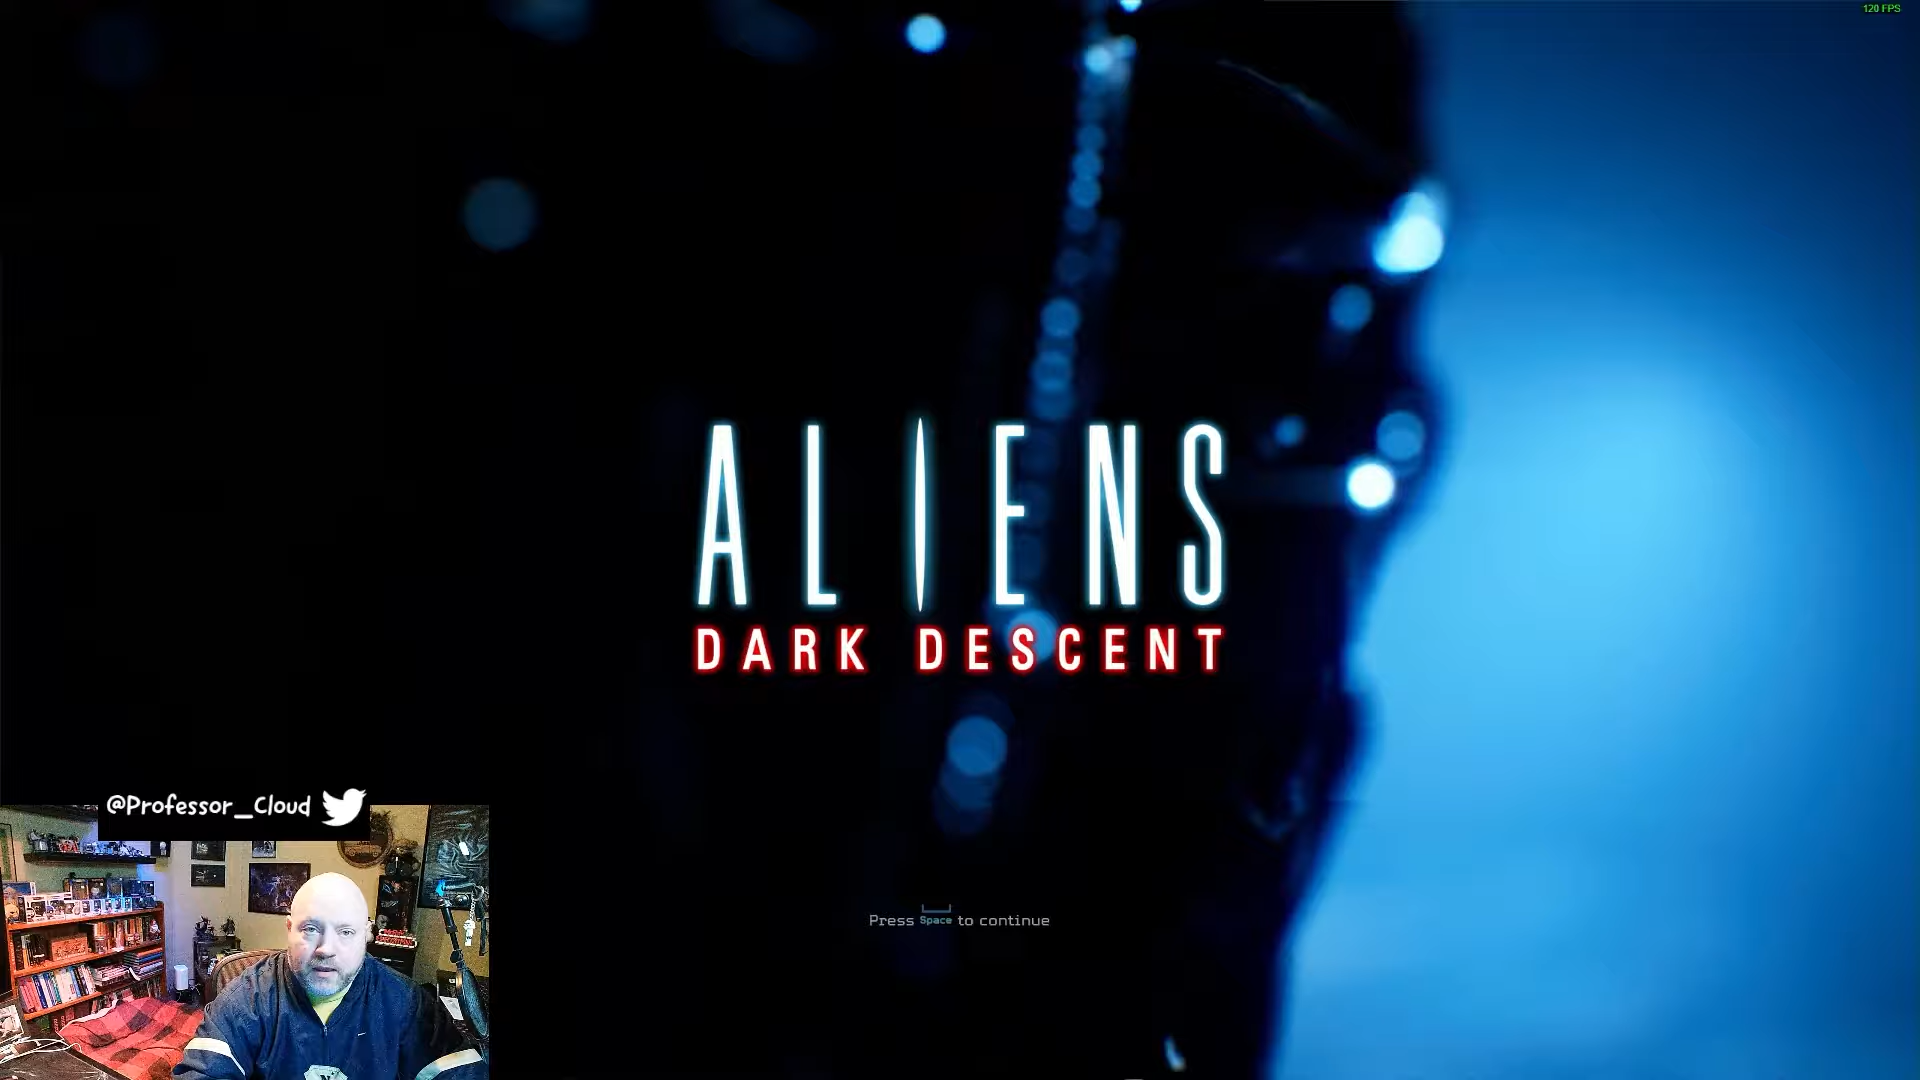 120 FPS
ALIENS
DARK DESCENT
@Professor_Cloud
Press Space to continue